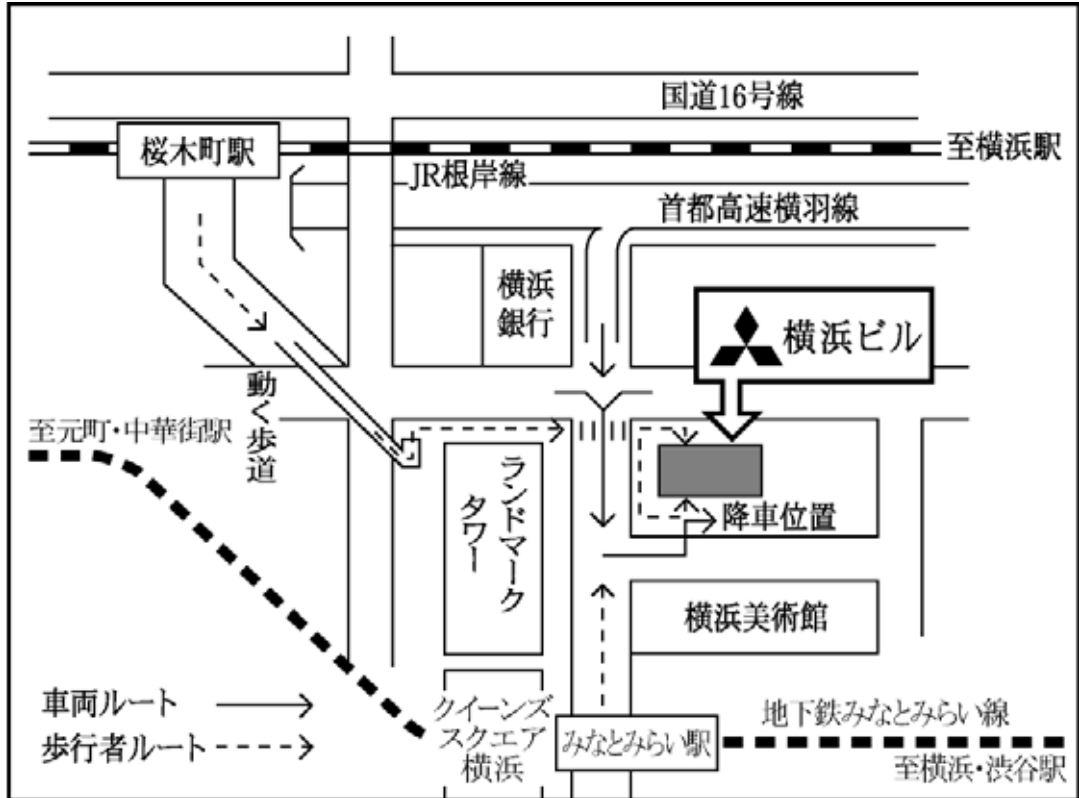 国道16号線
桜木町駅
至横浜駅
JR根岸線
首都高速横羽線
横浜
銀行
横浜ビル
動く歩道
至元町・中華街駅
ランドマーク
タワー
降車位置
横浜美術館
車両ルート
歩行者ルート
クイーンズ
スクエア
横浜
みなとみらい駅
地下鉄みなとみらい線
至横浜・渋谷駅